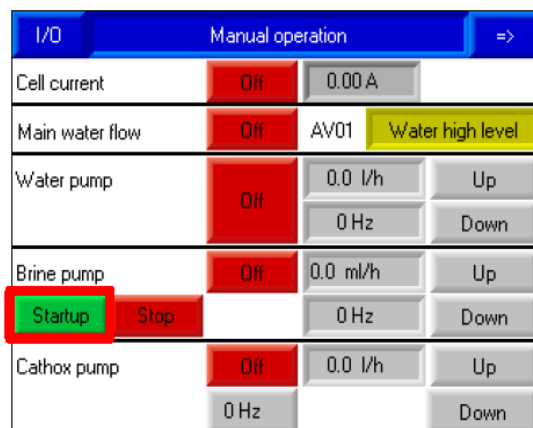 I/O Manual operation =>
Cell current Off 0.00 A
Main water flow Off AV01 Water high level
Water pump Off 0.0 l/h Up
0 Hz Down
Brine pump Off 0.0 ml/h Up
Startup Stop 0 Hz Down
Cathox pump Off 0.0 l/h Up
0 Hz Down